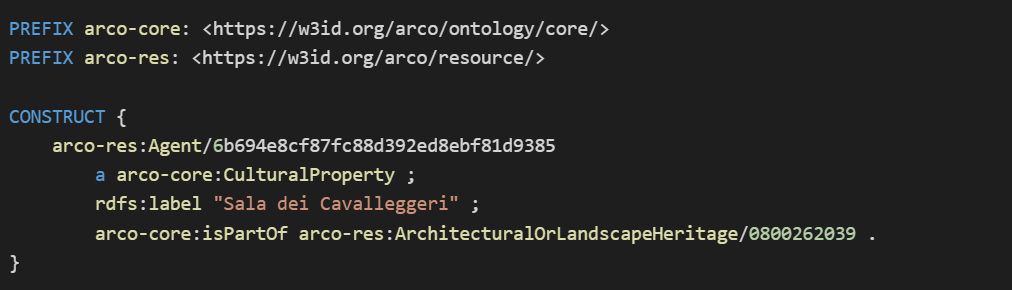 PREFIX arco-core: <https://w3id.org/arco/ontology/core/>
PREFIX arco-res: <https://w3id.org/arco/resource/>
CONSTRUCT {
arco-res:Agent/6b694e8cf87fc88d392ed8ebf81d9385
a arco-core:CulturalProperty ;
rdfs:label "Sala dei Cavalleggeri" ;
arco-core:isPartOf arco-res:ArchitecturalOrLandscapeHeritage/0800262039 .
}